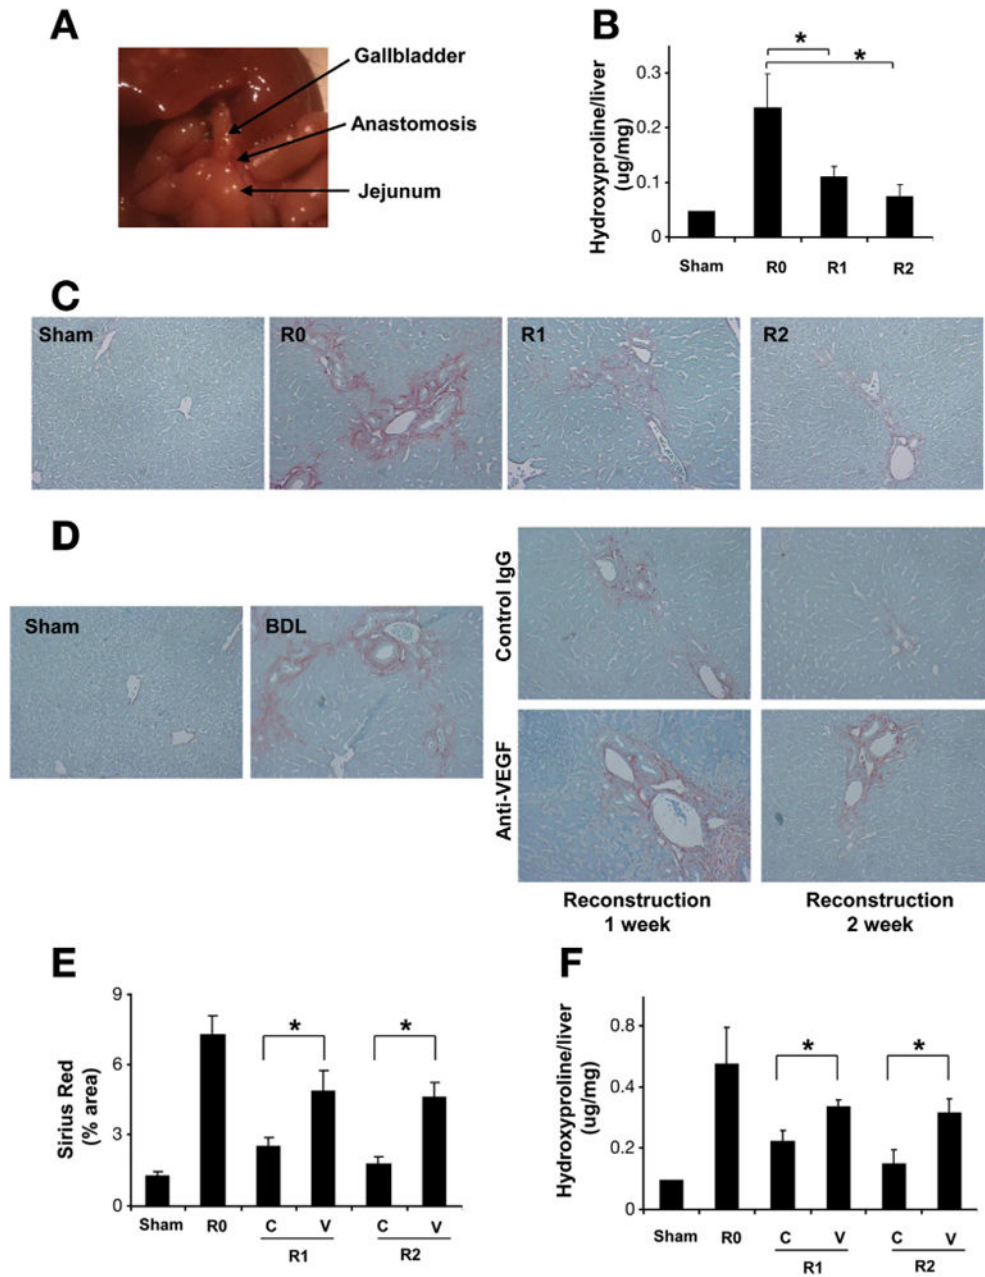 A
Gallbladder
Anastomosis
Jejunum
B
Hydroxyproline/liver
(ug/mg)
0.3
0.2
0.1
0
*
*
Sham R0 R1 R2
C
Sham R0 R1 R2
D
Sham BDL
Control IgG
Anti-VEGF
Reconstruction
1 week
Reconstruction
2 week
E
Sirius Red
(% area)
9
6
3
0
* *
Sham R0 C V C V
R1 R2
F
Hydroxyproline/liver
(ug/mg)
0.8
0.4
0.2
0
* *
Sham R0 C V C V
R1 R2